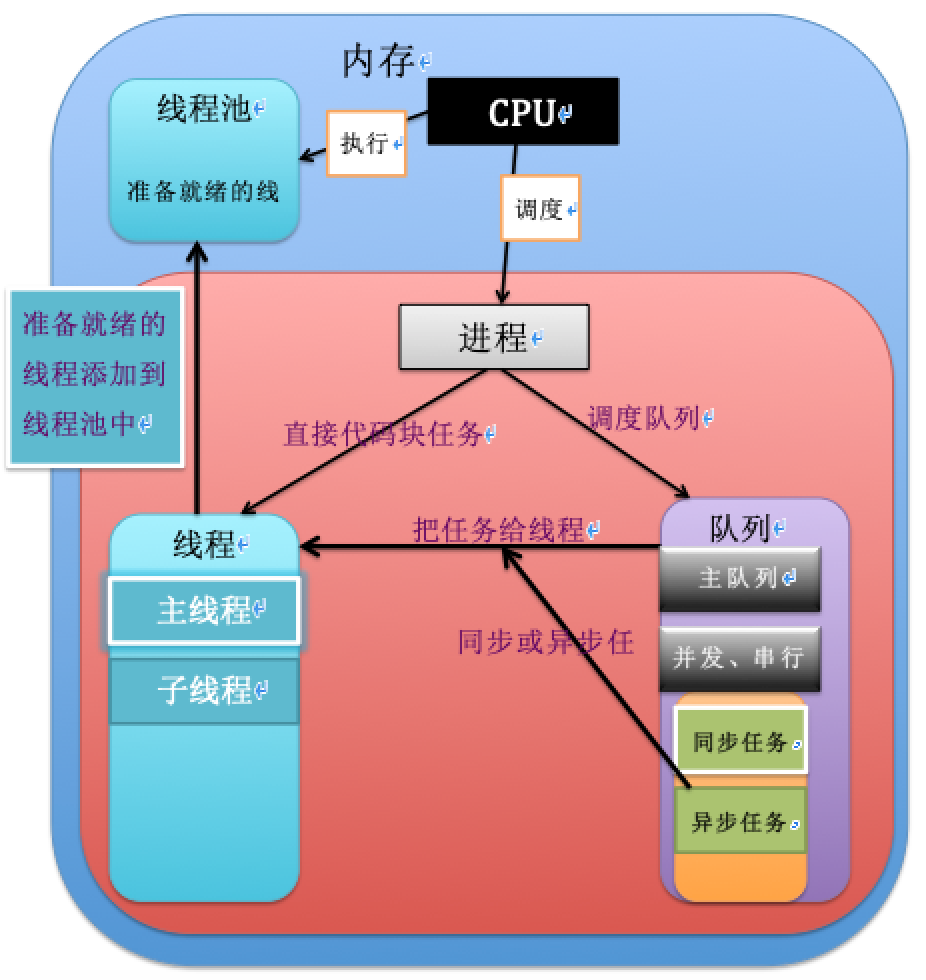 内存
线程池
CPU
执行
准备就绪的线
调度
准备就绪的
线程添加到
线程池中
进程
直接代码块任务
调度队列
线程
把任务给线程
队列
主线程
主队列
同步或异步任
并发、串行
子线程
同步任务
异步任务